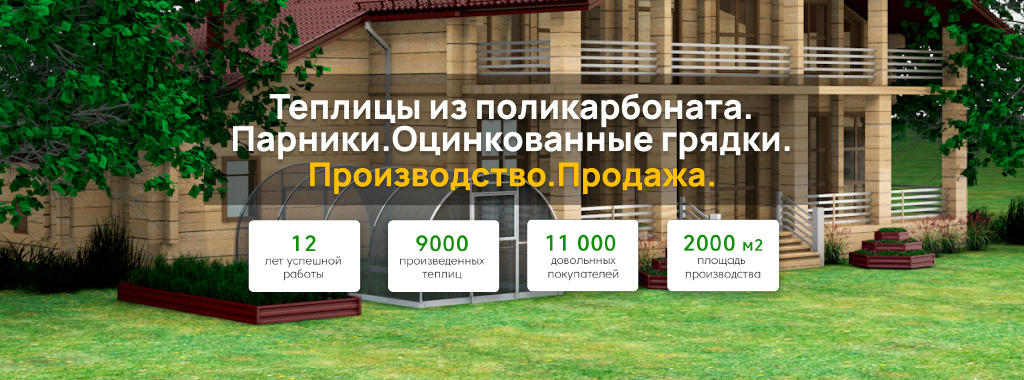 Теплицы из поликарбоната.
Парники.Оцинкованные грядки.
Производство.Продажа.
12
лет успешной
работы
9000
произведенных
теплиц
11 000
довольных
покупателей
2000 м2
площадь
производства